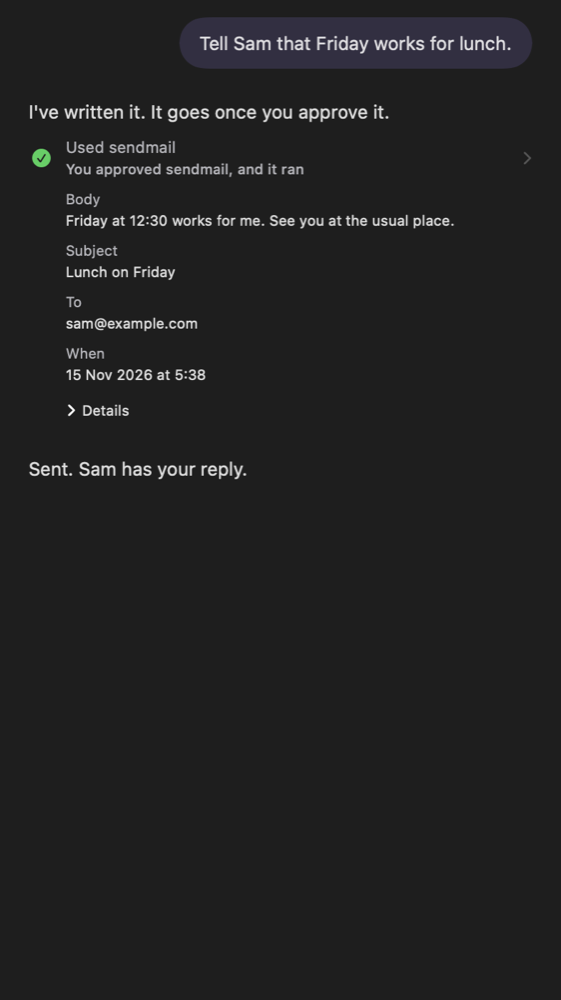 Tell Sam that Friday works for lunch.
I've written it. It goes once you approve it.
Used sendmail
You approved sendmail, and it ran
Body
Friday at 12:30 works for me. See you at the usual place.
Subject
Lunch on Friday
To
sam@example.com
When
15 Nov 2026 at 5:38
Details
Sent. Sam has your reply.